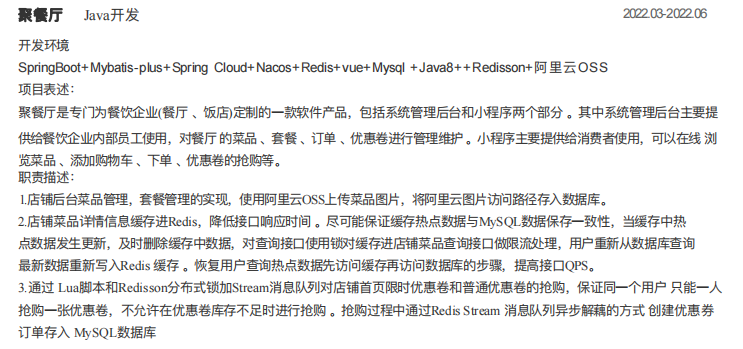 聚餐厅 Java开发 2022.03-2022.06
开发环境
SpringBoot+Mybatis-plus+Spring Cloud+Nacos+Redis+vue+Mysql +Java8++Redisson+阿里云OSS
项目表述:
聚餐厅是专门为餐饮企业(餐厅、饭店)定制的一款软件产品，包括系统管理后台和小程序两个部分 。其中系统管理后台主要提
供给餐饮企业内部员工使用，对餐厅 的菜品、套餐、订单、优惠卷进行管理维护 。小程序主要提供给消费者使用，可以在线 浏
览菜品、添加购物车、下单、优惠卷的抢购等。
职责描述：
1.店铺后台菜品管理，套餐管理的实现，使用阿里云OSS上传菜品图片，将阿里云图片访问路径存入数据库。
2.店铺菜品详情信息缓存进Redis，降低接口响应时间 。尽可能保证缓存热点数据与MySQL数据保存一致性，当缓存中热
点数据发生更新，及时删除缓存中数据，对查询接口使用锁对缓存进店铺菜品查询接口做限流处理，用户重新从数据库查询
最新数据重新写入Redis 缓存 。恢复用户查询热点数据先访问缓存再访问数据库的步骤，提高接口QPS。
3.通过 Lua脚本和Redisson分布式锁加Stream消息队列对店铺首页限时优惠卷和普通优惠卷的抢购，保证同一个用户 只能一人
抢购一张优惠卷，不允许在优惠卷库存不足时进行抢购 。抢购过程中通过Redis Stream 消息队列异步解藕的方式 创建优惠券
订单存入 MySQL数据库